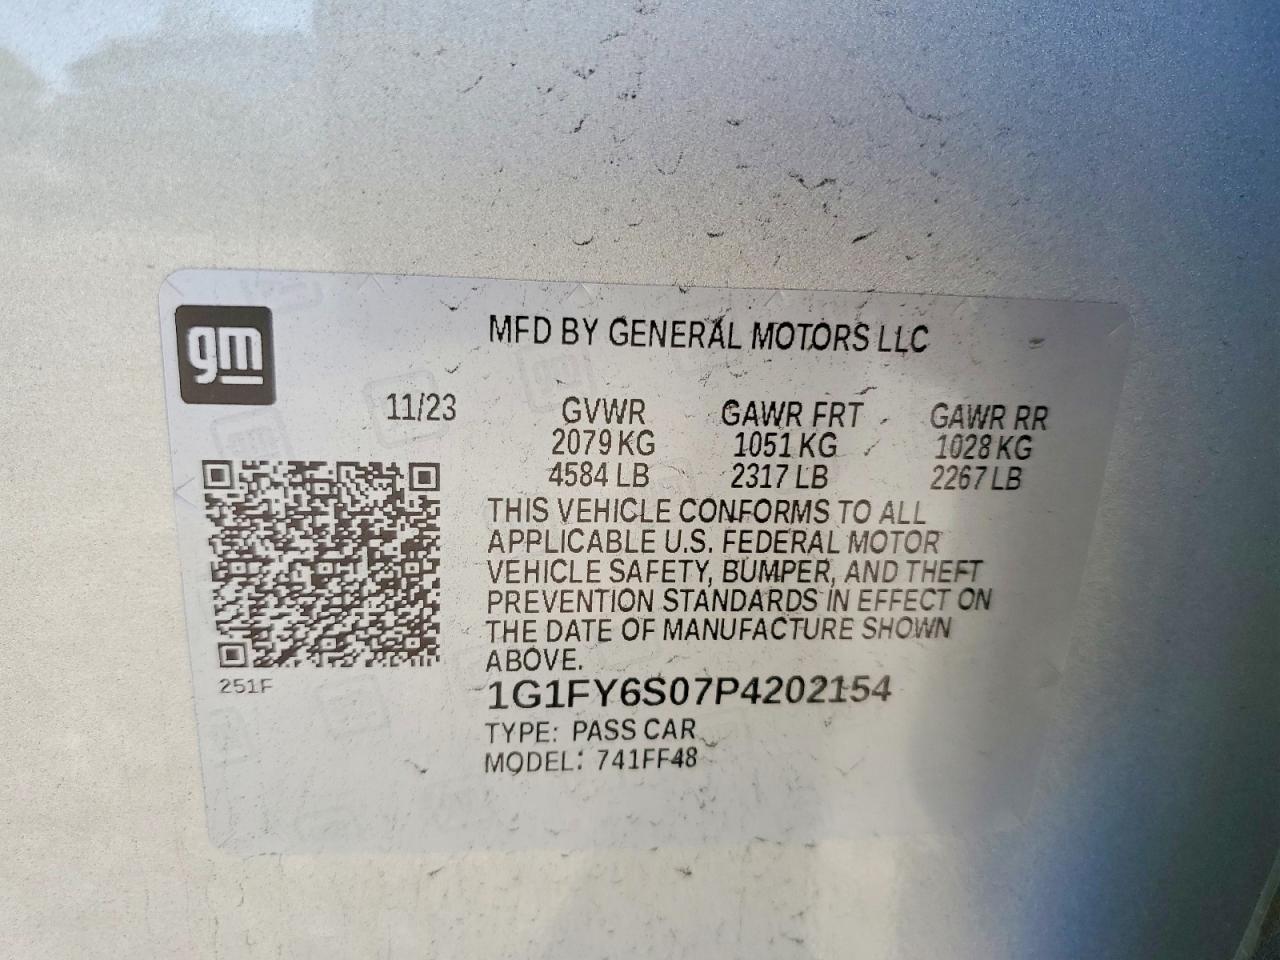 gm
MFD BY GENERAL MOTORS LLC
11/23 GVWR GAWR FRT GAWR RR
2079 KG 1051 KG 1028 KG
4584 LB 2317 LB 2267 LB
THIS VEHICLE CONFORMS TO ALL
APPLICABLE U.S. FEDERAL MOTOR
VEHICLE SAFETY, BUMPER, AND THEFT
PREVENTION STANDARDS IN EFFECT ON
THE DATE OF MANUFACTURE SHOWN
ABOVE.
251F
1G1FY6S07P4202154
TYPE: PASS CAR
MODEL: 741FF48